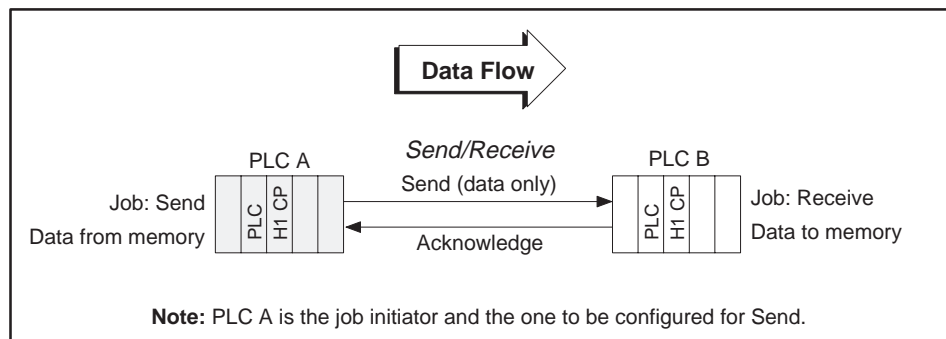 Data Flow
Send/Receive
PLC A
PLC B
Send (data only)
Job: Send
Data from memory
PLC
H1 CP
Acknowledge
PLC
H1 CP
Job: Receive
Data to memory
Note: PLC A is the job initiator and the one to be configured for Send.